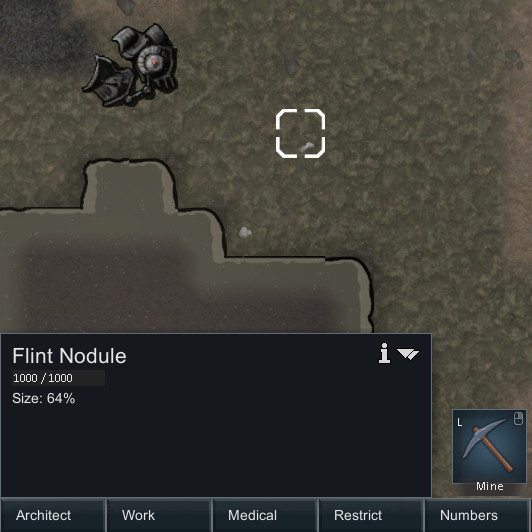 Flint Nodule
1000 / 1000
Size: 64%
L
Mine
Architect
Work
Medical
Restrict
Numbers